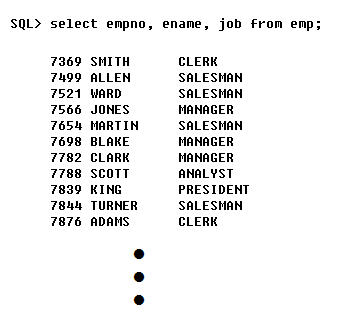 SQL> select empno, ename, job from emp;
7369 SMITH CLERK
7499 ALLEN SALESMAN
7521 WARD SALESMAN
7566 JONES MANAGER
7654 MARTIN SALESMAN
7698 BLAKE MANAGER
7782 CLARK MANAGER
7788 SCOTT ANALYST
7839 KING PRESIDENT
7844 TURNER SALESMAN
7876 ADAMS CLERK